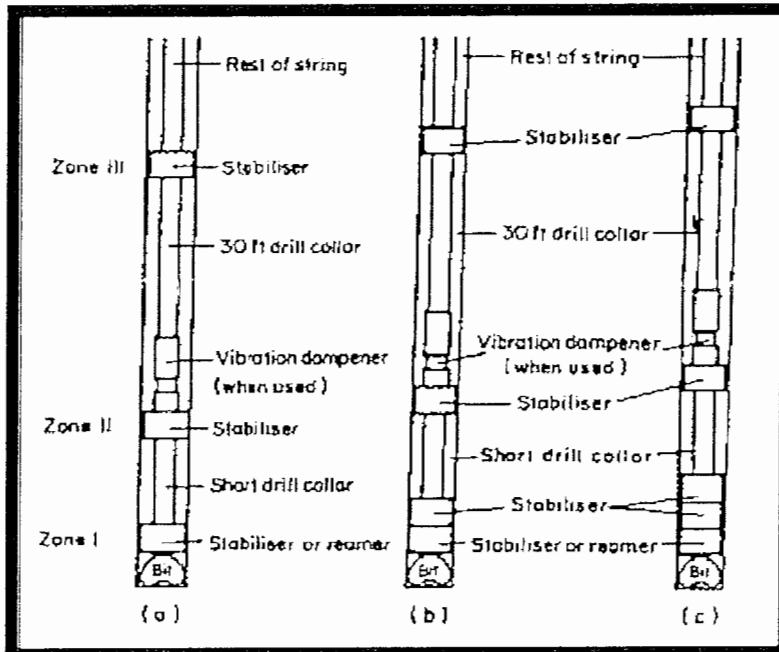 Rest of string
Rest of string
Stabiliser
Zone III
Stabiliser
30 ft drill collar
30 ft drill collar
Vibration dampener
(when used)
Vibration dampener
(when used)
Stabiliser
Zone II
Stabiliser
Short drill collar
Short drill collar
Stabiliser
Zone I
Stabiliser or reamer
Stabiliser or reamer
Bit
Bit
Bit
(a)
(b)
(c)